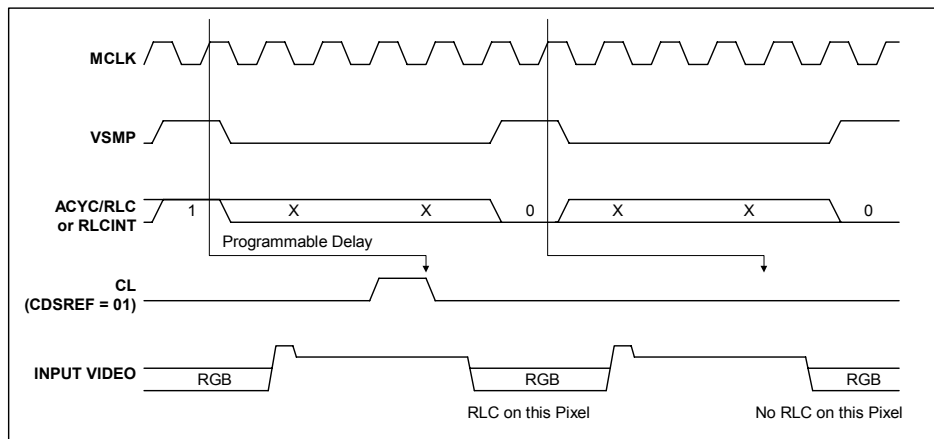 MCLK
VSMP
ACYC/RLC
or RLCINT
1 X X 0 X X 0
Programmable Delay
CL
(CDSREF = 01)
INPUT VIDEO
RGB RGB RGB
RLC on this Pixel No RLC on this Pixel